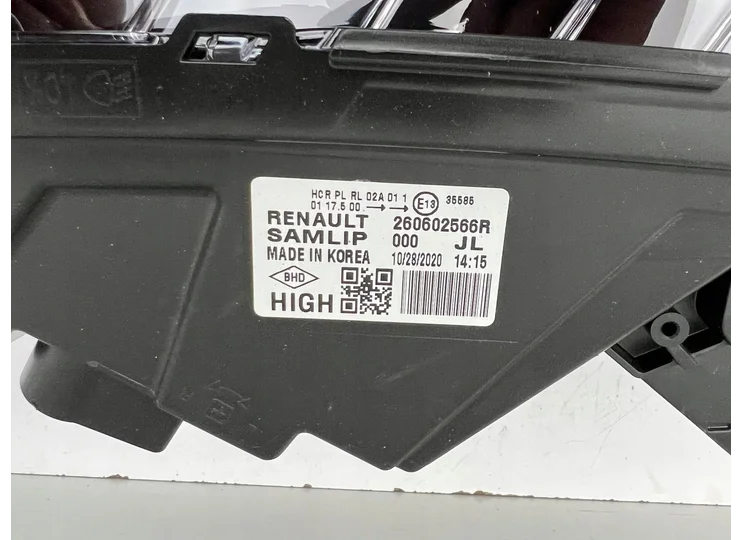 HCR PL RL 02A 01 1 E13 35585
01 17.5 00 → →
RENAULT 260602566R
SAMLIP 000 JL
MADE IN KOREA 10/28/2020 14:15
BHD
HIGH